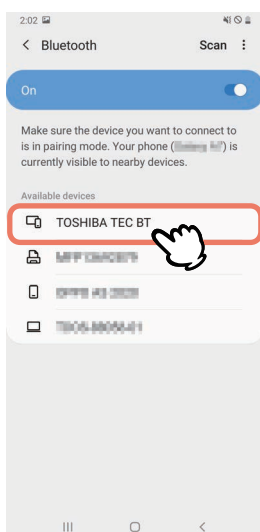 2:02
Bluetooth
Scan
On
Make sure the device you want to connect to
is in pairing mode. Your phone () is
currently visible to nearby devices.
Available devices
TOSHIBA TEC BT